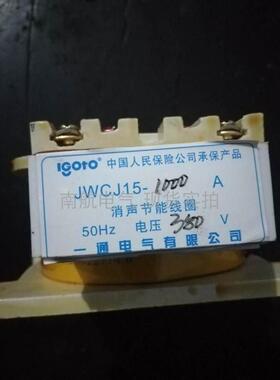 IGOTO 中国人民保险公司承保产品
JWCJ15-1000 A
南航电气 现货实拍
消声节能线圈
50Hz 电压 380 V
一通电气有限公司